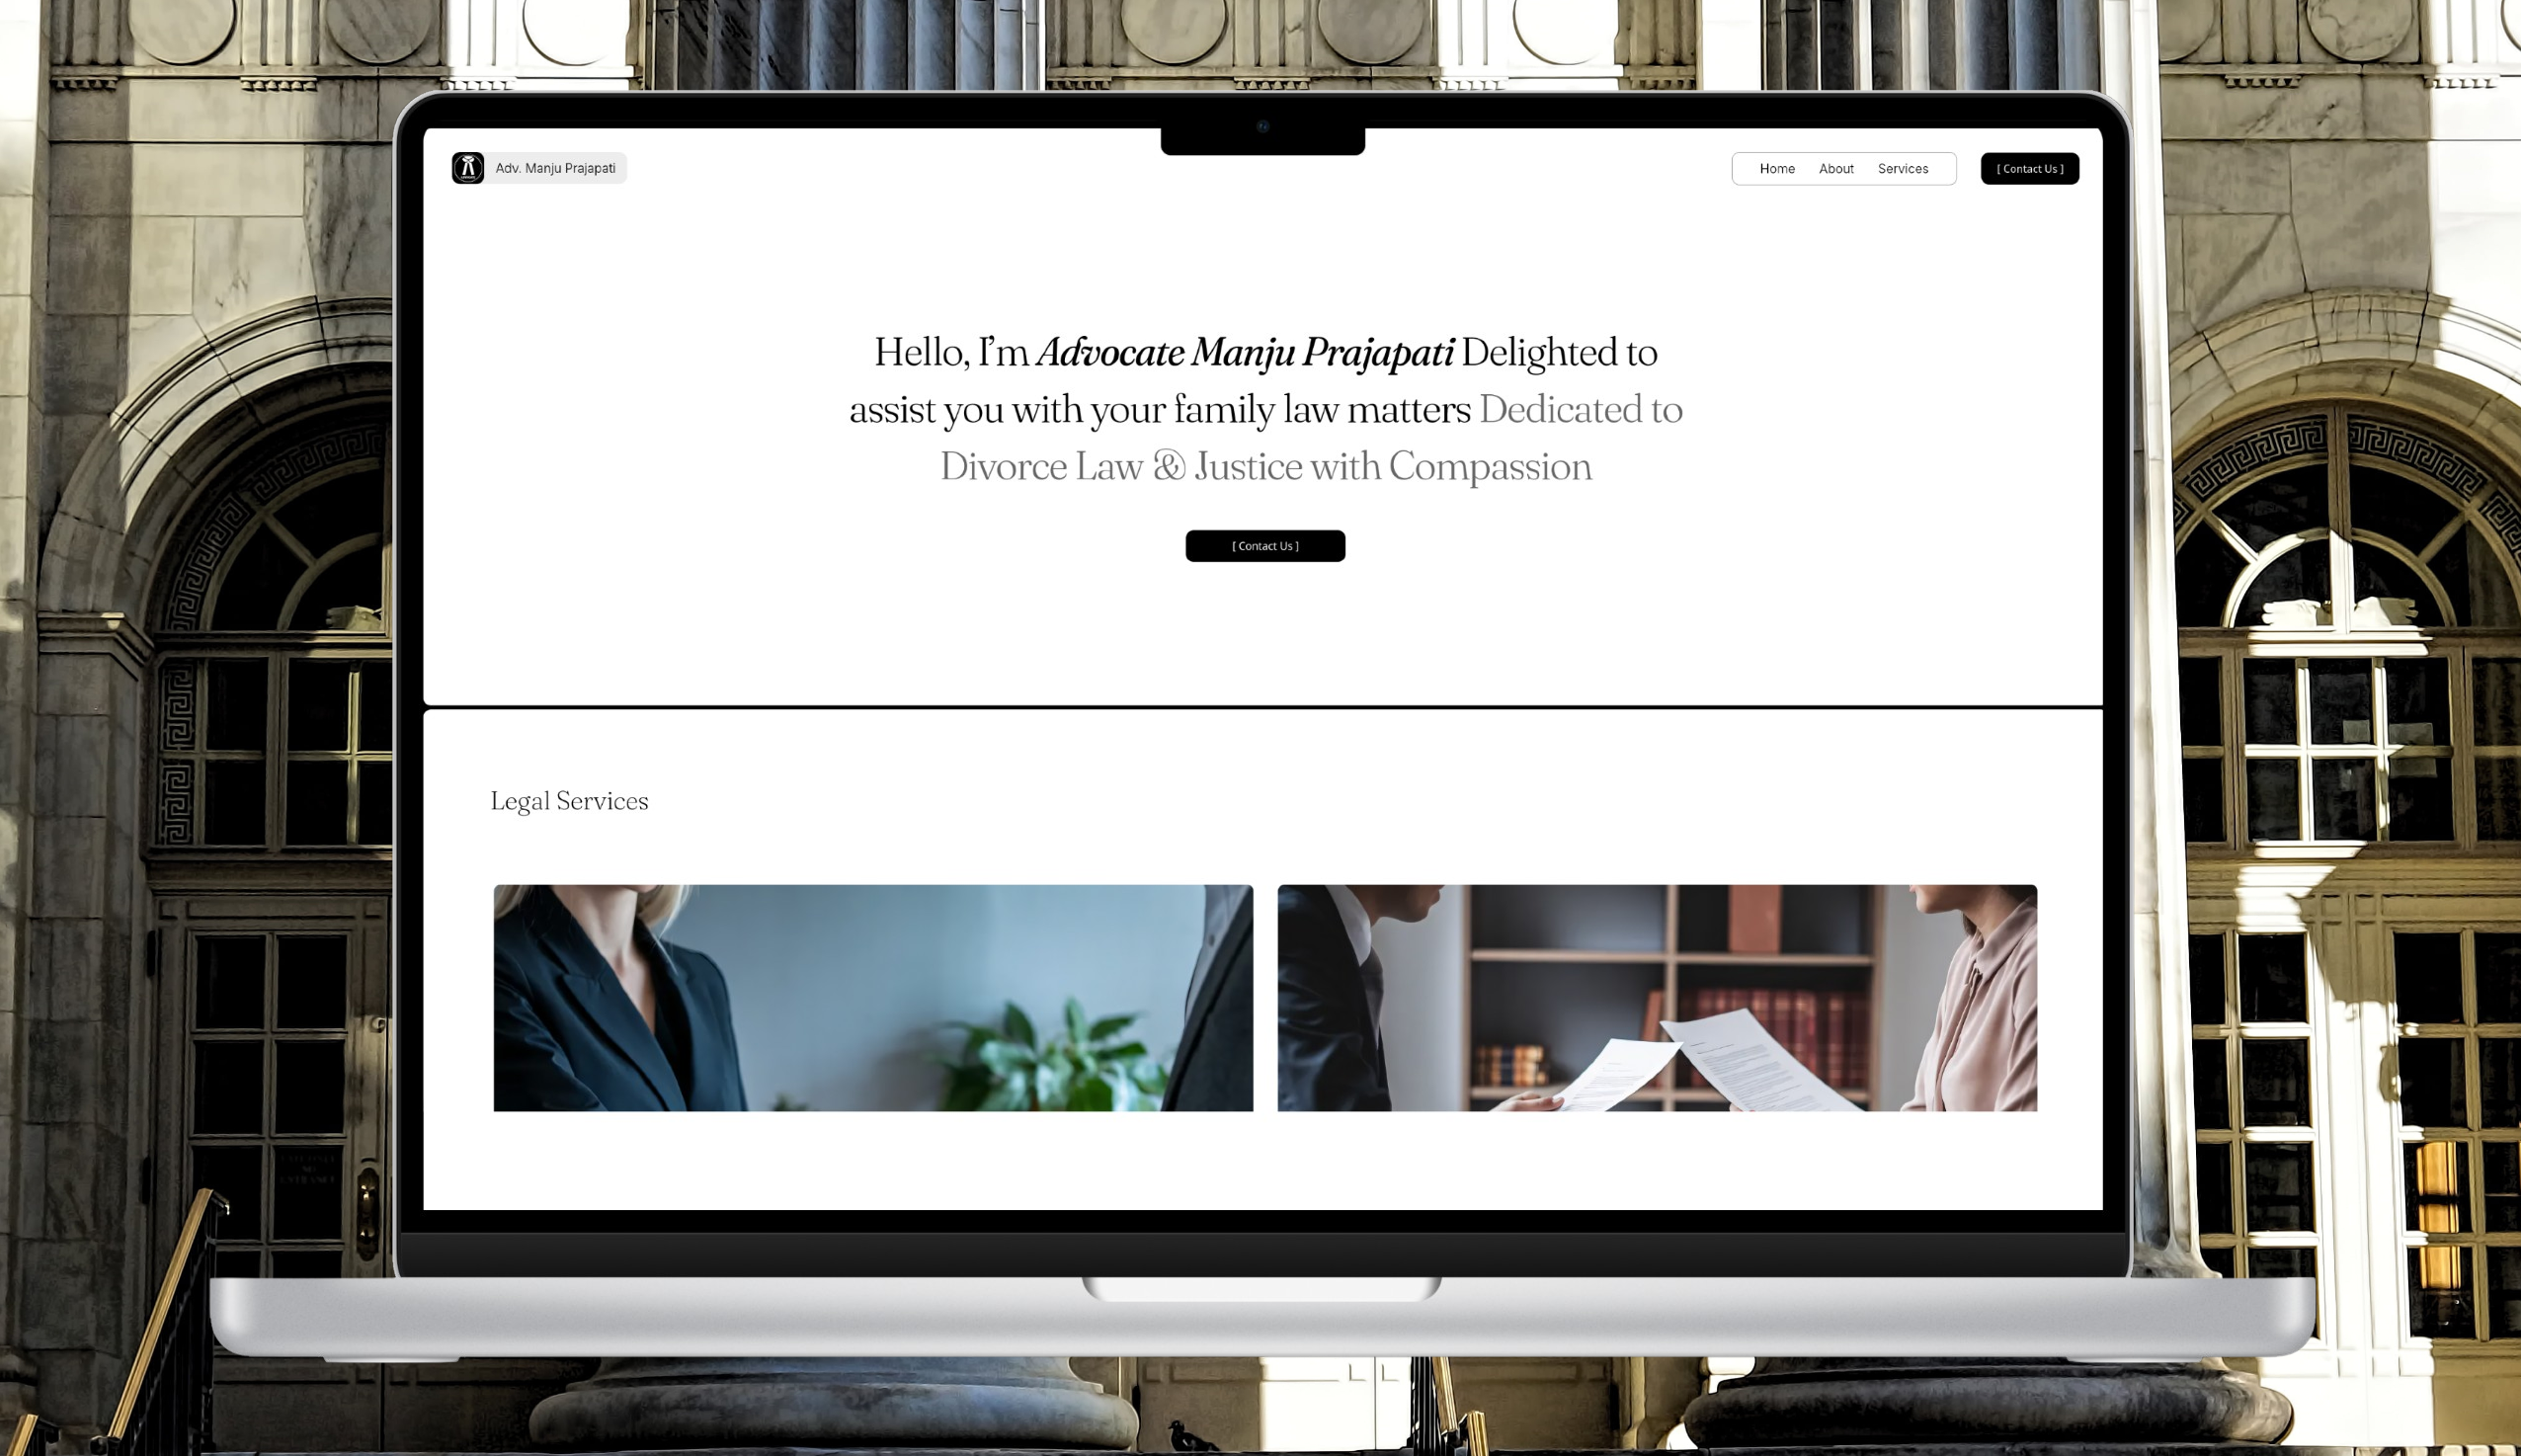 Adv. Manju Prajapati
Home About Services [ Contact Us ]
Hello, I’m Advocate Manju Prajapati Delighted to
assist you with your family law matters Dedicated to
Divorce Law & Justice with Compassion
[ Contact Us ]
Legal Services